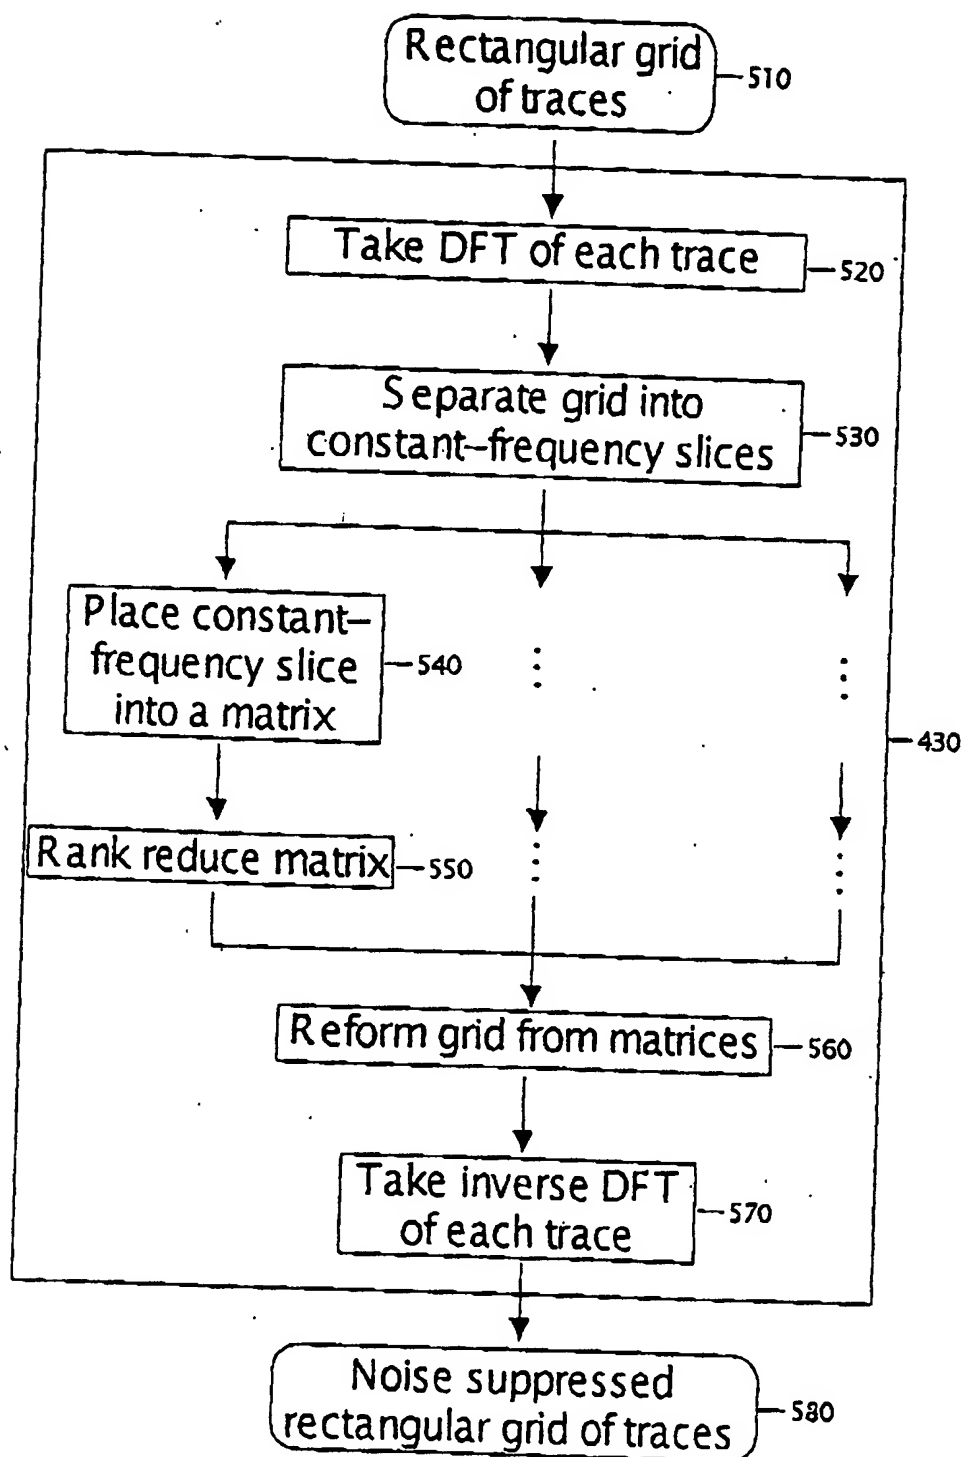 Rectangular grid
of traces
510
Take DFT of each trace
520
Separate grid into
constant-frequency slices
530
Place constant-
frequency slice
into a matrix
540
430
Rank reduce matrix
550
Reform grid from matrices
560
Take inverse DFT
of each trace
570
Noise suppressed
rectangular grid of traces
580